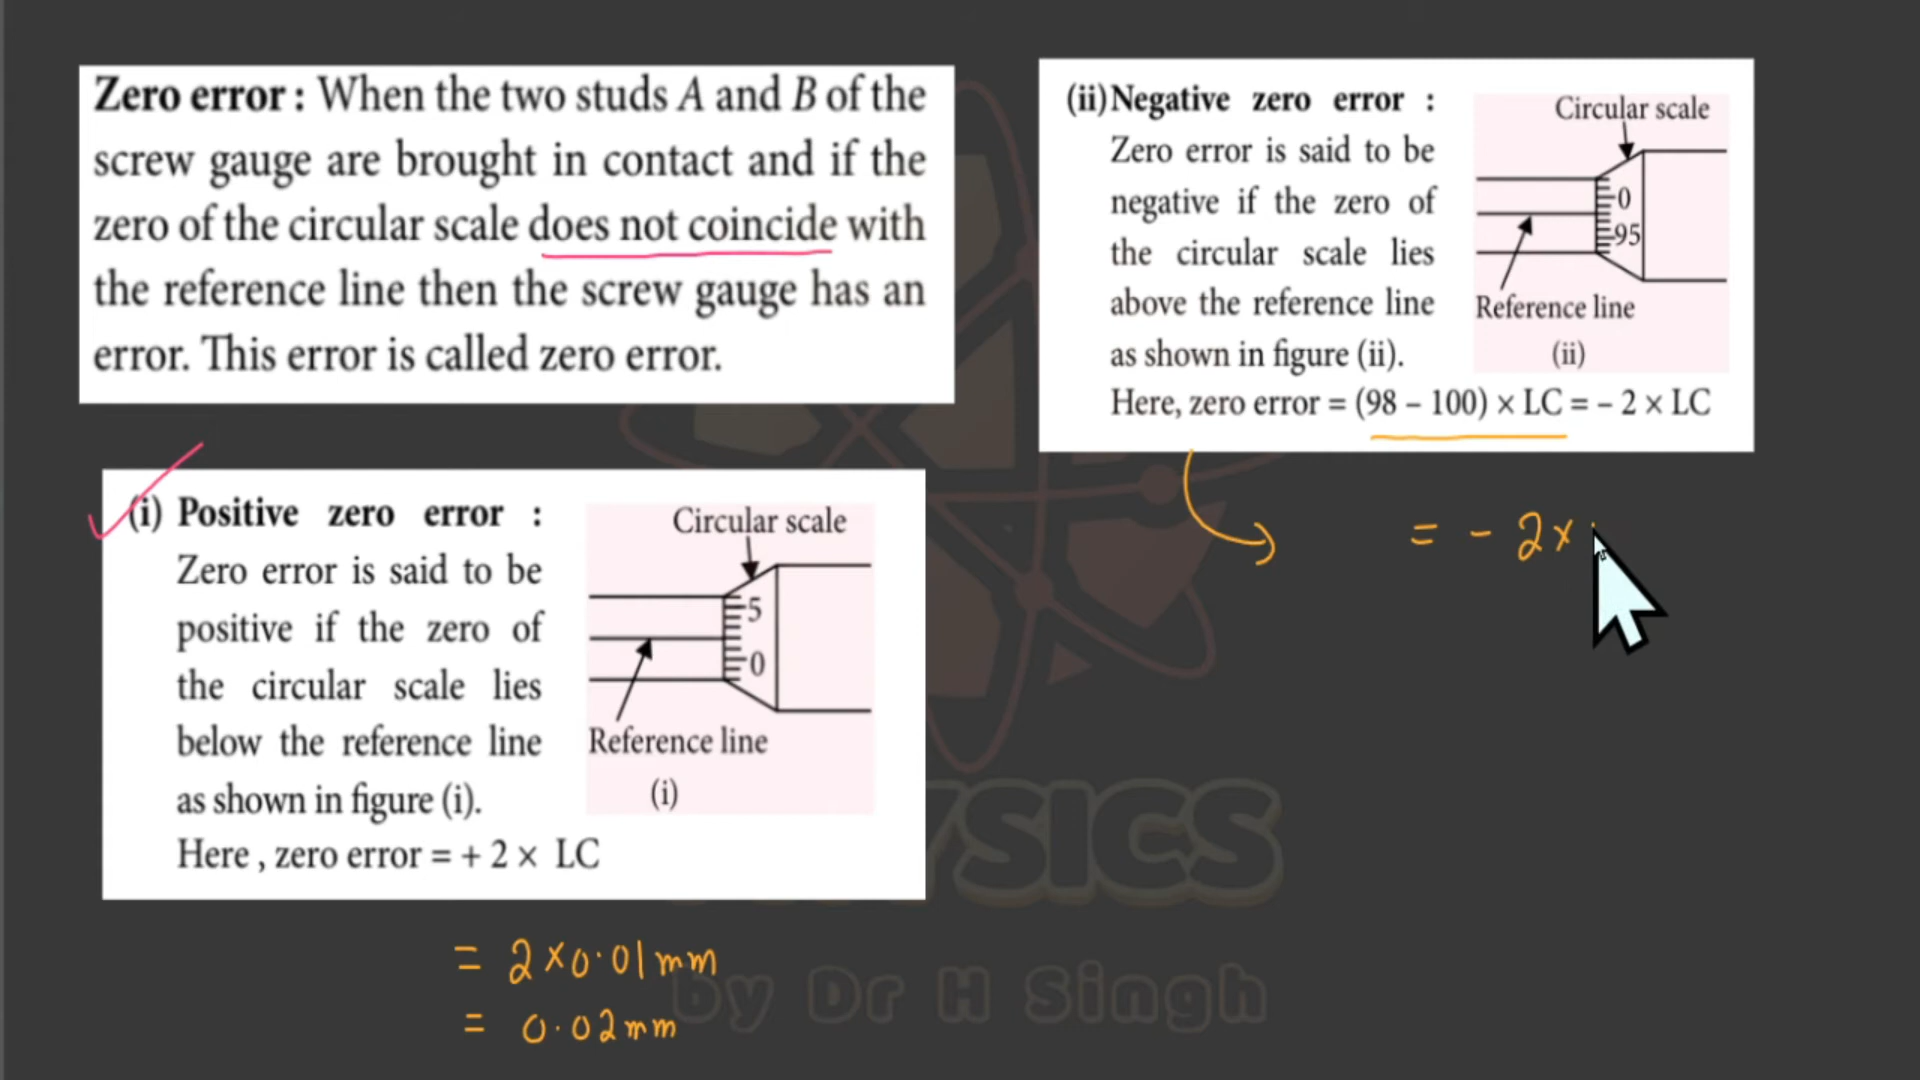 Zero error : When the two studs A and B of the
screw gauge are brought in contact and if the
zero of the circular scale does not coincide with
the reference line then the screw gauge has an
error. This error is called zero error.
(i) Positive zero error :
Zero error is said to be
positive if the zero of
the circular scale lies
below the reference line
as shown in figure (i).
Here , zero error = + 2 × LC
Circular scale
5
0
Reference line
(i)
= 2 × 0.01 mm
= 0.02 mm
(ii) Negative zero error :
Zero error is said to be
negative if the zero of
the circular scale lies
above the reference line
as shown in figure (ii).
Here, zero error = (98 – 100) × LC = – 2 × LC
Circular scale
0
95
Reference line
(ii)
= - 2 ×
SICS
by Dr H Singh